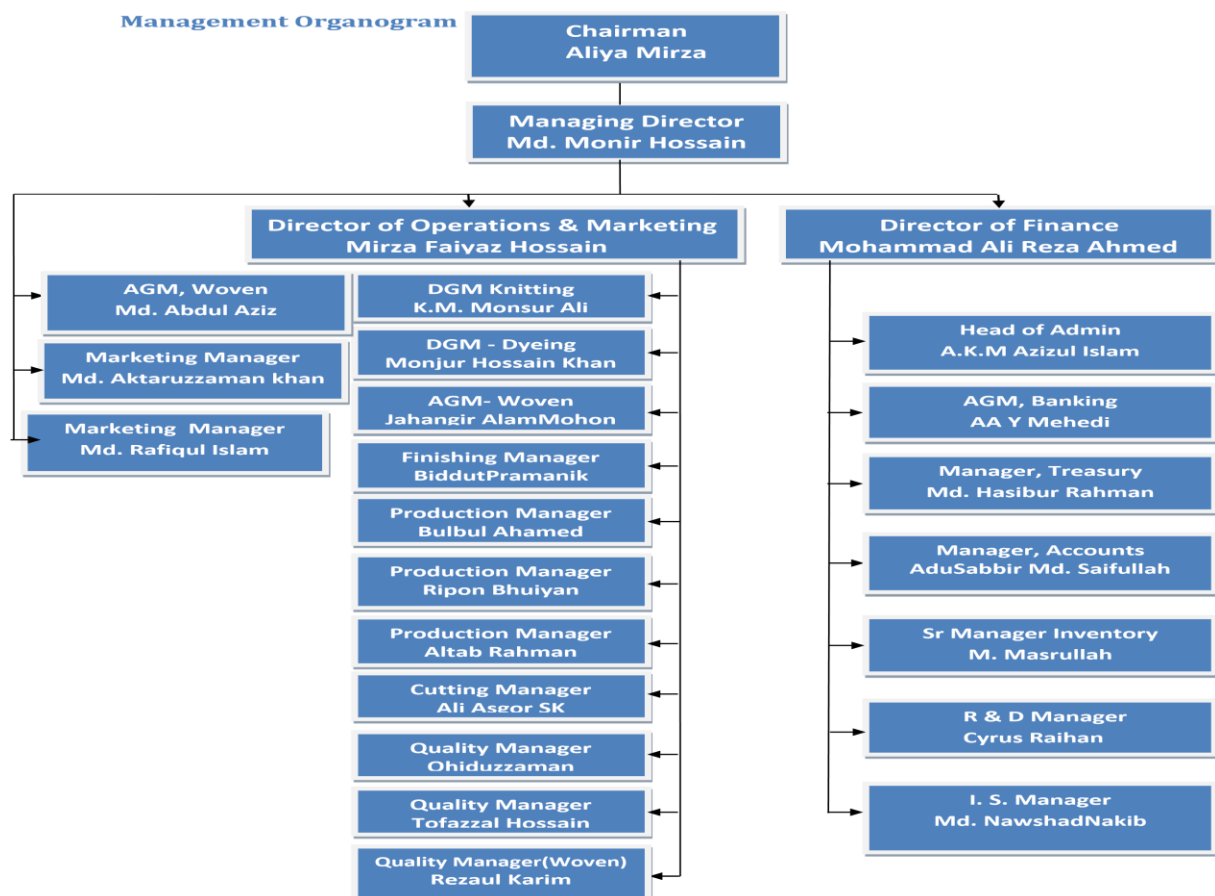 Management Organogram
Chairman
Aliya Mirza
Managing Director
Md. Monir Hossain
Director of Operations & Marketing
Mirza Faiyaz Hossain
Director of Finance
Mohammad Ali Reza Ahmed
AGM, Woven
Md. Abdul Aziz
Marketing Manager
Md. Aktaruzzaman khan
Marketing Manager
Md. Rafiqul Islam
DGM Knitting
K.M. Monsur Ali
DGM - Dyeing
Monjur Hossain Khan
AGM- Woven
Jahangir AlamMohon
Finishing Manager
BiddutPramanik
Production Manager
Bulbul Ahamed
Production Manager
Ripon Bhuiyan
Production Manager
Altab Rahman
Cutting Manager
Ali Asgor SK
Quality Manager
Ohiduzzaman
Quality Manager
Tofazzal Hossain
Quality Manager(Woven)
Rezaul Karim
Head of Admin
A.K.M Azizul Islam
AGM, Banking
AA Y Mehedi
Manager, Treasury
Md. Hasibur Rahman
Manager, Accounts
AduSabbir Md. Saifullah
Sr Manager Inventory
M. Masrullah
R & D Manager
Cyrus Raihan
I. S. Manager
Md. NawshadNakib